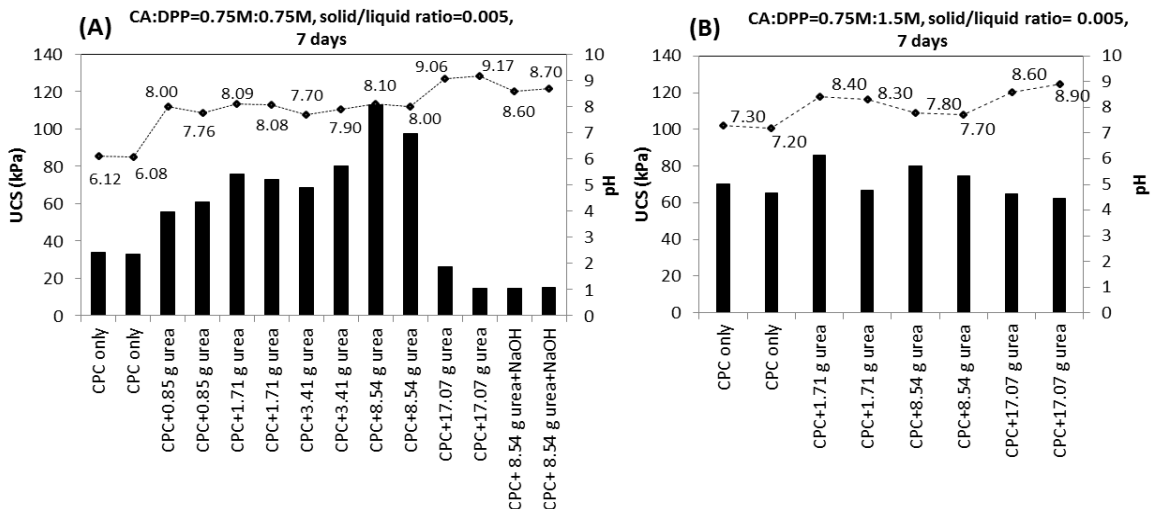 (A)
CA:DPP=0.75M:0.75M, solid/liquid ratio=0.005,
7 days
UCS (kPa)
140
120
100
80
60
40
20
0
6.12
6.08
8.00
7.76
8.09
8.08
7.70
7.90
8.10
8.00
9.06
9.17
8.60
8.70
10
9
8
7
6
5
4
3
2
1
0
pH
CPC only
CPC only
CPC+0.85 g urea
CPC+0.85 g urea
CPC+1.71 g urea
CPC+1.71 g urea
CPC+3.41 g urea
CPC+3.41 g urea
CPC+8.54 g urea
CPC+8.54 g urea
CPC+17.07 g urea
CPC+17.07 g urea
CPC+ 8.54 g urea+NaOH
CPC+ 8.54 g urea+NaOH
(B)
CA:DPP=0.75M:1.5M, solid/liquid ratio= 0.005,
7 days
UCS (kPa)
140
120
100
80
60
40
20
0
7.30
7.20
8.40
8.30
7.80
7.70
8.60
8.90
10
9
8
7
6
5
4
3
2
1
0
pH
CPC only
CPC only
CPC+1.71 g urea
CPC+1.71 g urea
CPC+8.54 g urea
CPC+8.54 g urea
CPC+17.07 g urea
CPC+17.07 g urea